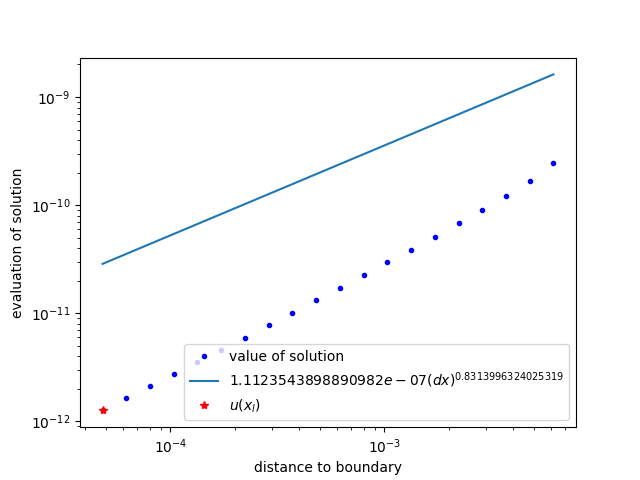 10⁻⁹
10⁻¹⁰
10⁻¹¹
10⁻¹²
evaluation of solution
value of solution
1.1123543898890982e − 07(dx)^0.8313996324025319
u(x_l)
10⁻⁴
10⁻³
distance to boundary